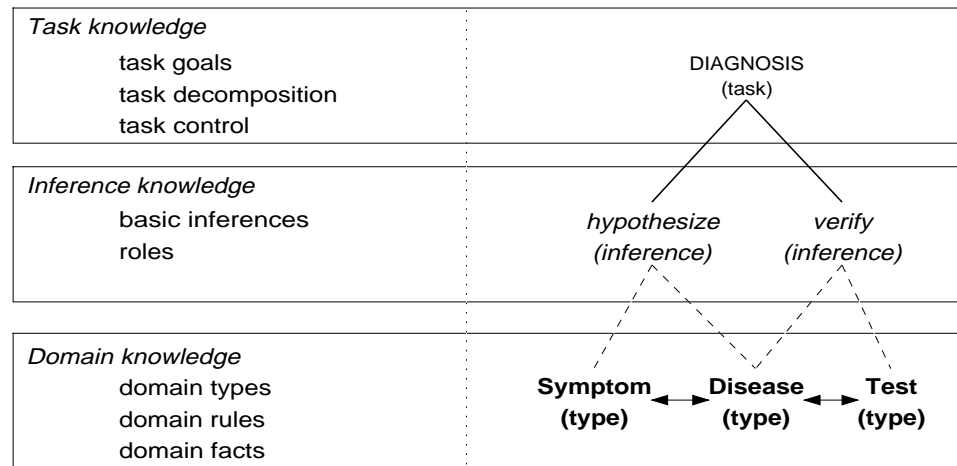 Task knowledge
task goals
task decomposition
task control
DIAGNOSIS
(task)
Inference knowledge
basic inferences
roles
hypothesize
(inference)
verify
(inference)
Domain knowledge
domain types
domain rules
domain facts
Symptom
(type)
Disease
(type)
Test
(type)